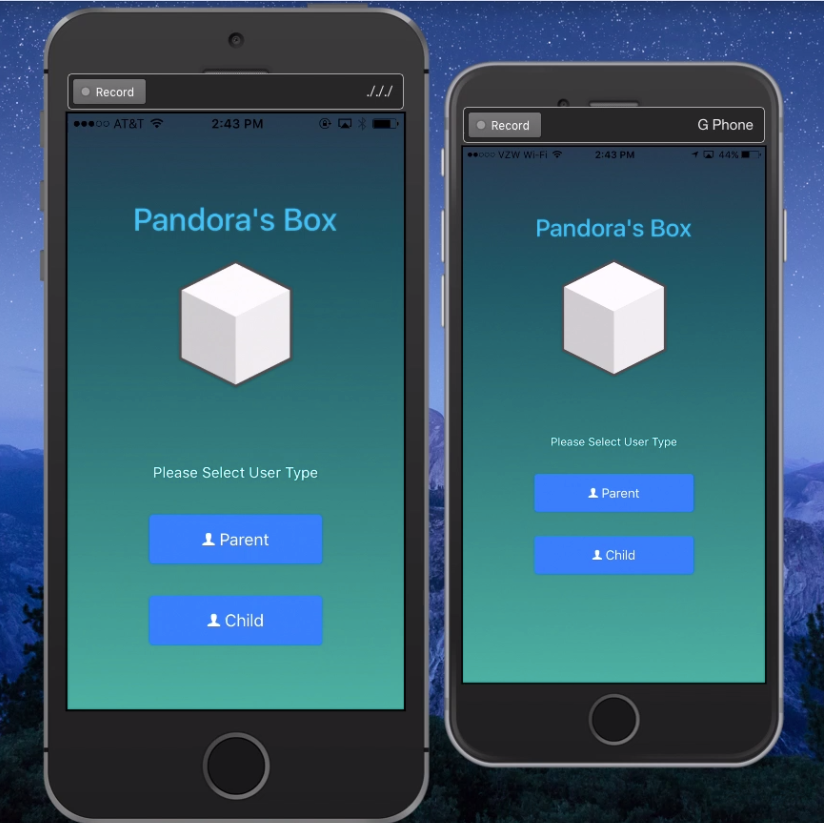 Record
./././
AT&T 2:43 PM
Pandora's Box
Please Select User Type
Parent
Child
Record
G Phone
VZW Wi-Fi 2:43 PM 44%
Pandora's Box
Please Select User Type
Parent
Child